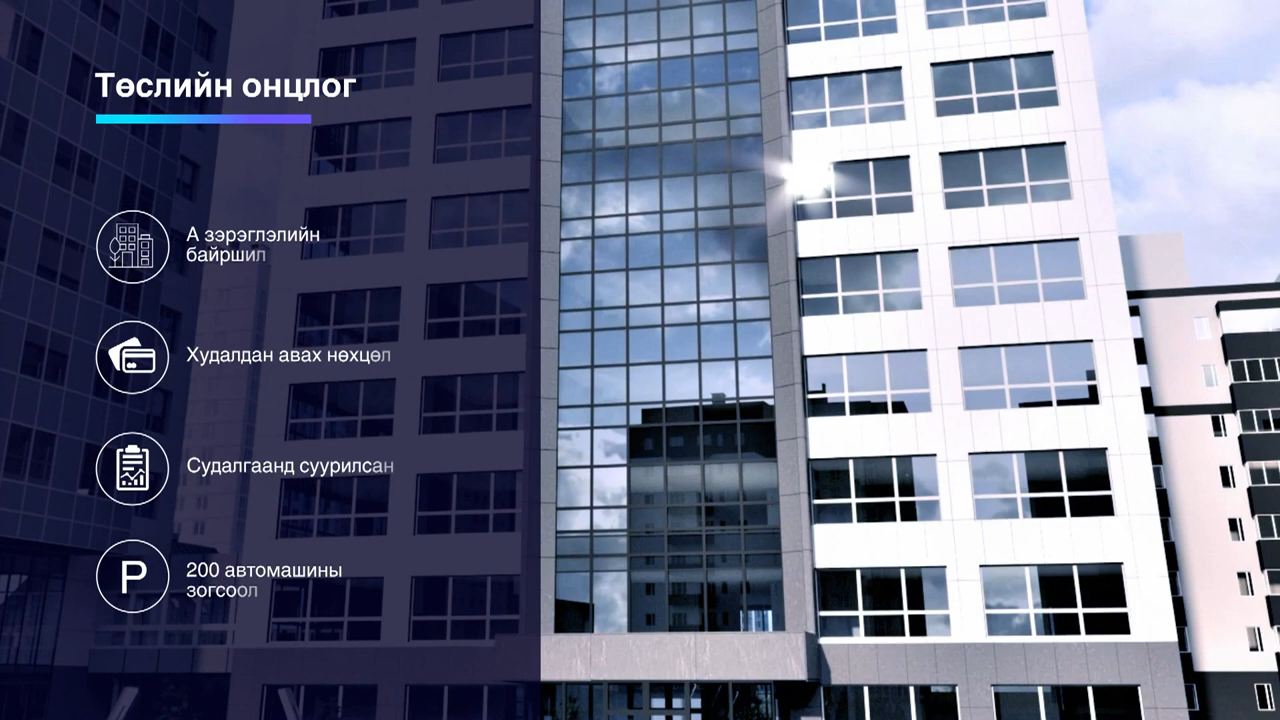 Төслийн онцлог
А зэрэглэлийн
байршил
Худалдан авах нөхцөл
Судалгаанд суурилсан
P
200 автомашины
зогсоол